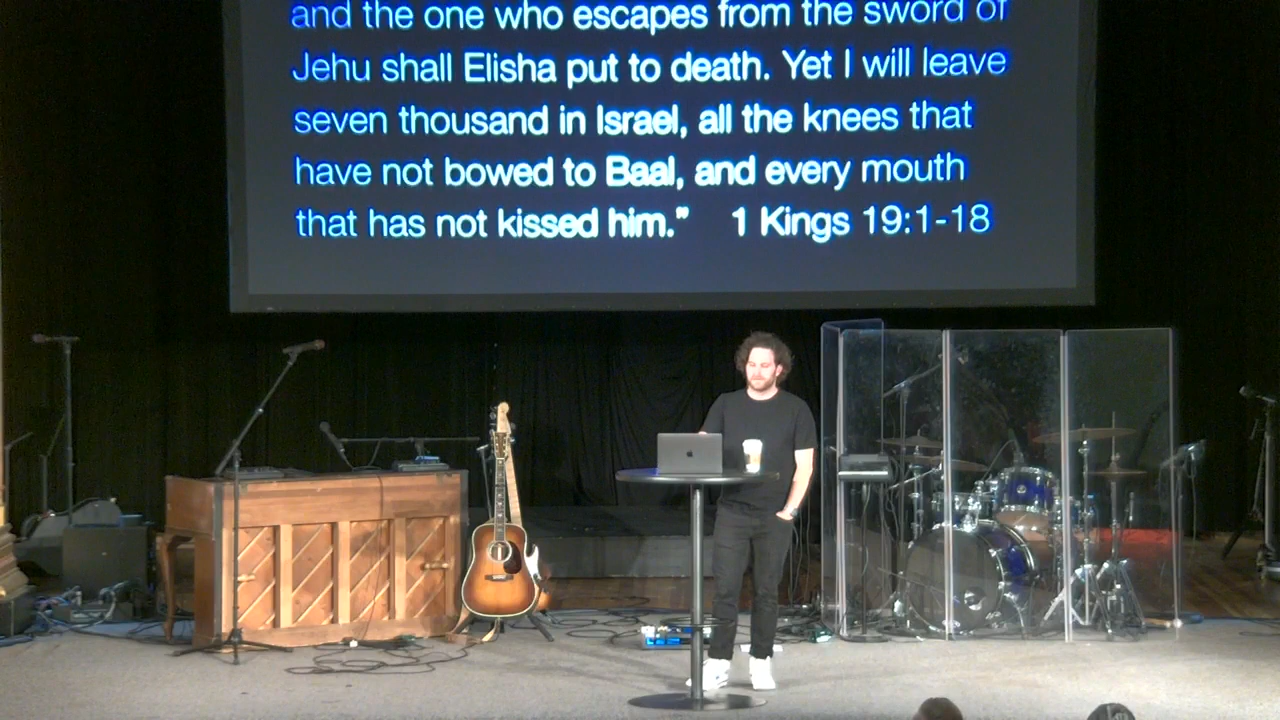 and the one who escapes from the sword of
Jehu shall Elisha put to death. Yet I will leave
seven thousand in Israel, all the knees that
have not bowed to Baal, and every mouth
that has not kissed him.” 1 Kings 19:1-18